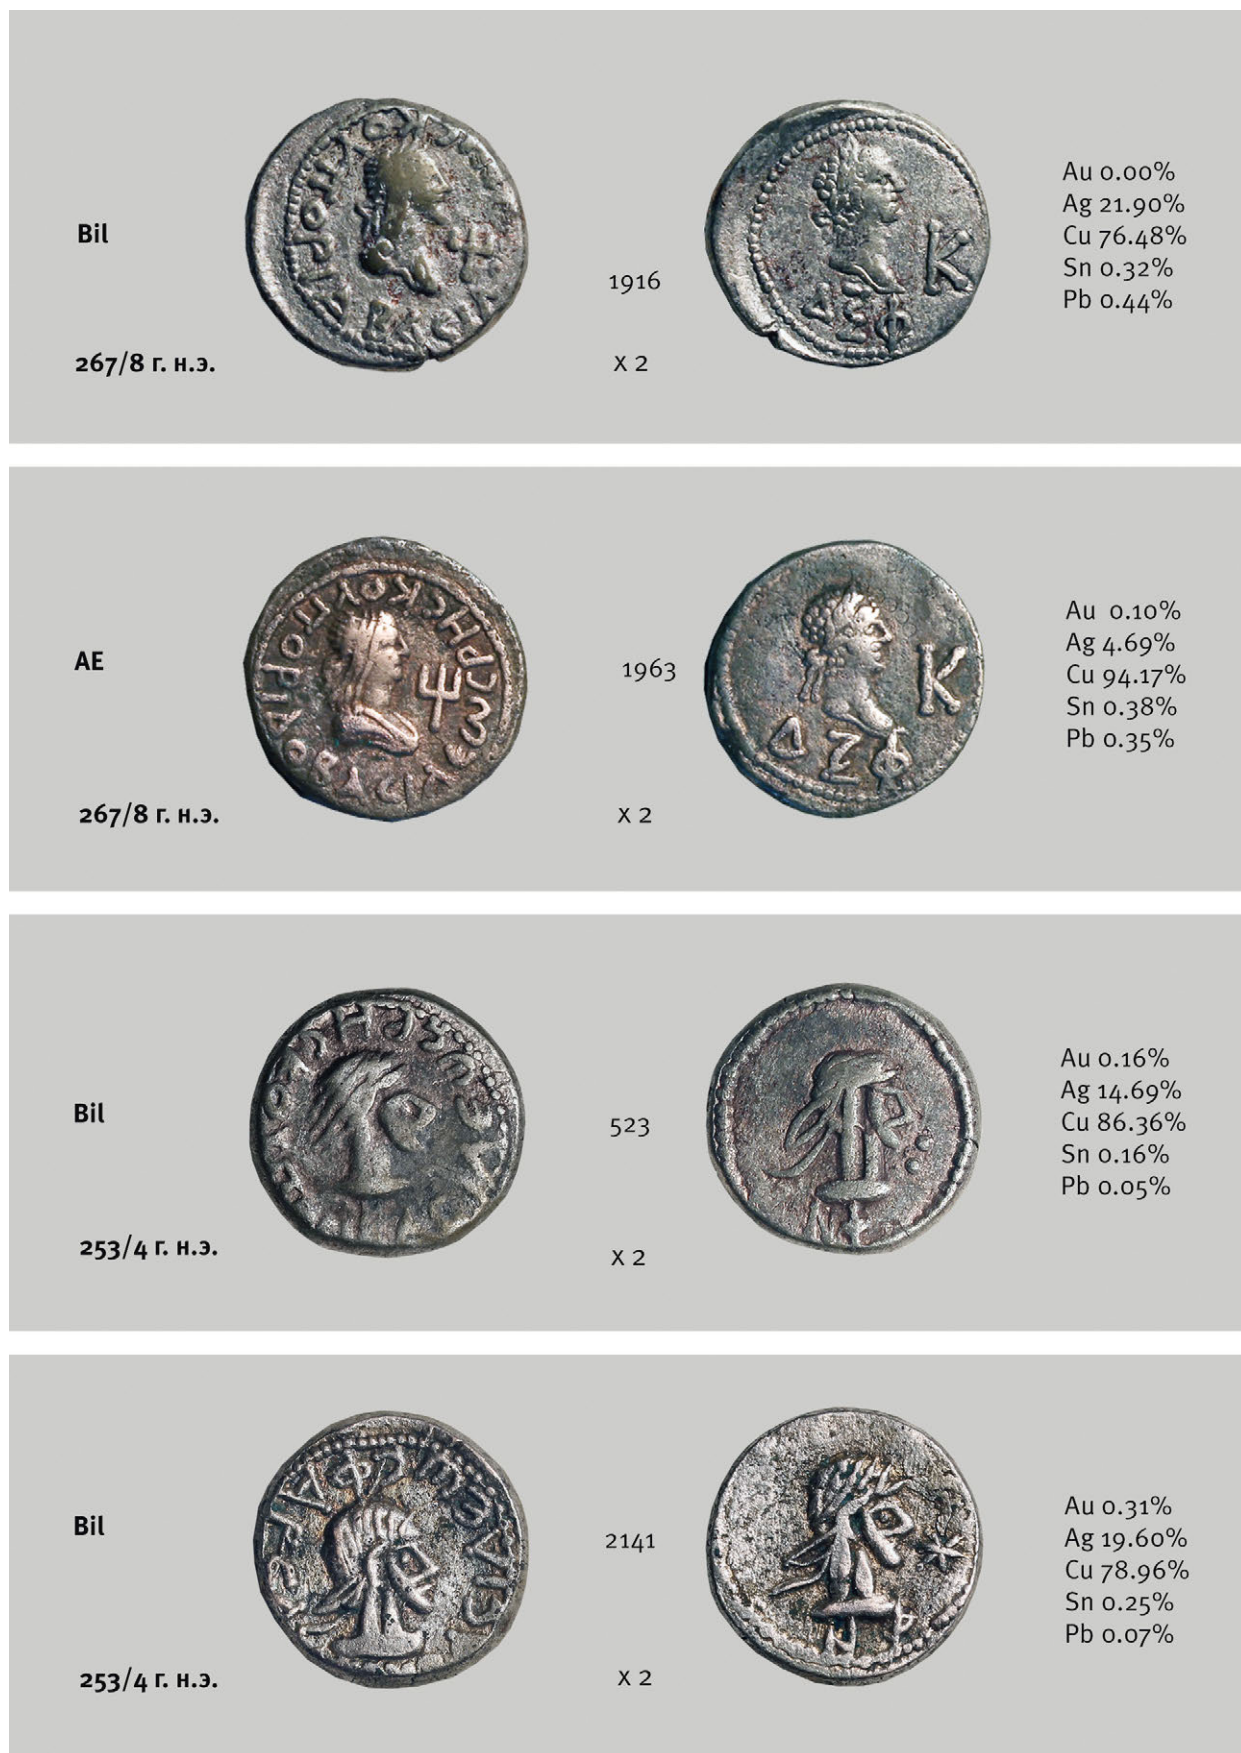 Bil
1916
267/8 г. н.э.
X 2
K
ΔΞΦ
Au 0.00%
Ag 21.90%
Cu 76.48%
Sn 0.32%
Pb 0.44%
AE
1963
267/8 г. н.э.
X 2
K
ΔΞΦ
Au 0.10%
Ag 4.69%
Cu 94.17%
Sn 0.38%
Pb 0.35%
Bil
523
253/4 г. н.э.
X 2
Au 0.16%
Ag 14.69%
Cu 86.36%
Sn 0.16%
Pb 0.05%
Bil
2141
253/4 г. н.э.
X 2
Au 0.31%
Ag 19.60%
Cu 78.96%
Sn 0.25%
Pb 0.07%